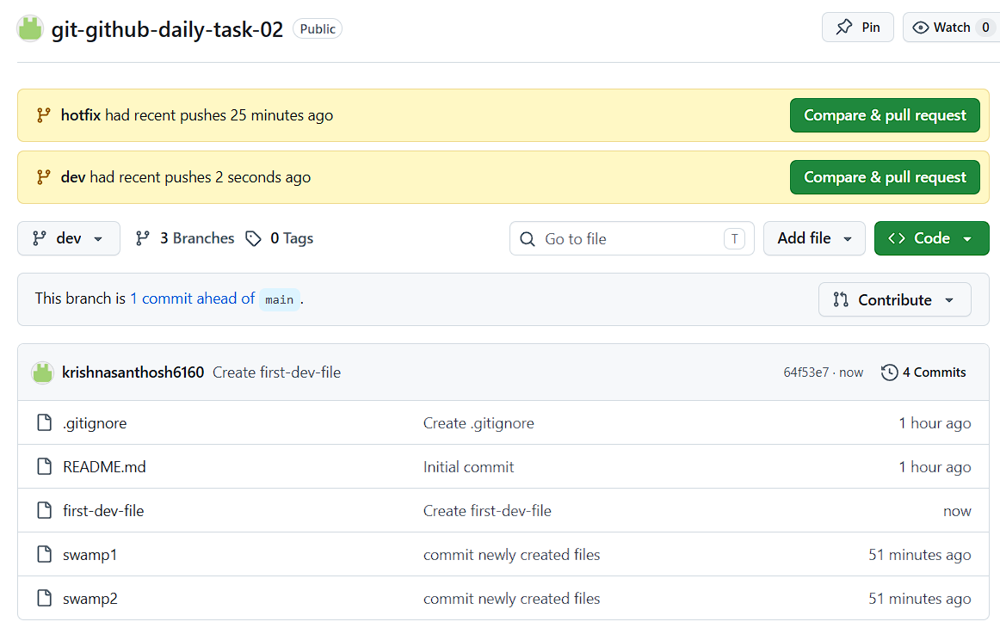 git-github-daily-task-02 Public Pin Watch 0
hotfix had recent pushes 25 minutes ago Compare & pull request
dev had recent pushes 2 seconds ago Compare & pull request
dev 3 Branches 0 Tags Go to file T Add file Code
This branch is 1 commit ahead of main . Contribute
krishnasanthosh6160 Create first-dev-file 64f53e7 · now 4 Commits
.gitignore Create .gitignore 1 hour ago
README.md Initial commit 1 hour ago
first-dev-file Create first-dev-file now
swamp1 commit newly created files 51 minutes ago
swamp2 commit newly created files 51 minutes ago